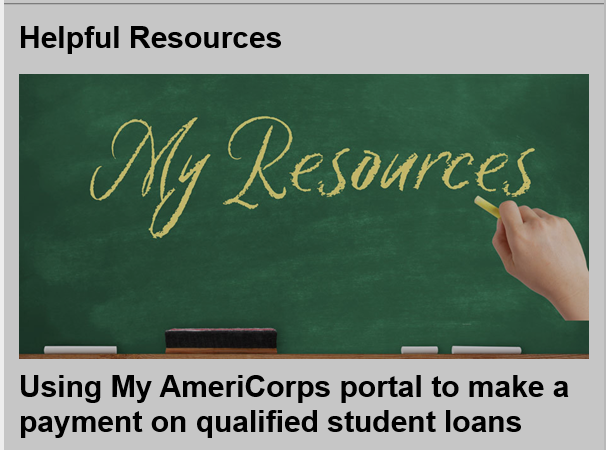 Helpful Resources
My Resources
Using My AmeriCorps portal to make a
payment on qualified student loans